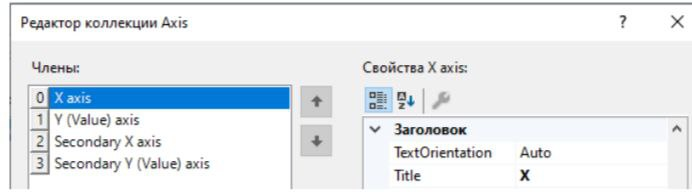 Редактор коллекции Axis
?
Члены:
Свойства X axis:
0 X axis
1 Y (Value) axis
2 Secondary X axis
3 Secondary Y (Value) axis
Заголовок
TextOrientation Auto
Title X